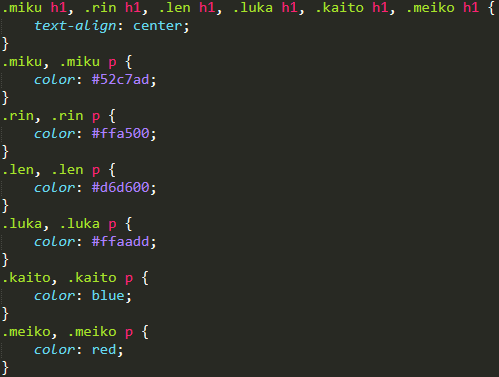 .miku h1, .rin h1, .len h1, .luka h1, .kaito h1, .meiko h1 {
    text-align: center;
}
.miku, .miku p {
    color: #52c7ad;
}
.rin, .rin p {
    color: #ffa500;
}
.len, .len p {
    color: #d6d600;
}
.luka, .luka p {
    color: #ffaadd;
}
.kaito, .kaito p {
    color: blue;
}
.meiko, .meiko p {
    color: red;
}